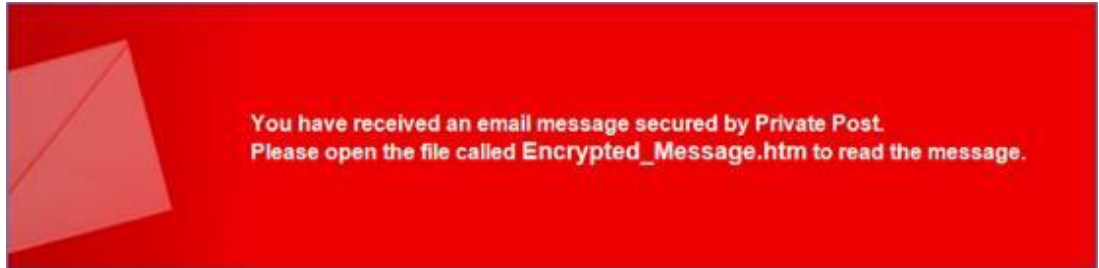 You have received an email message secured by Private Post.
Please open the file called Encrypted_Message.htm to read the message.